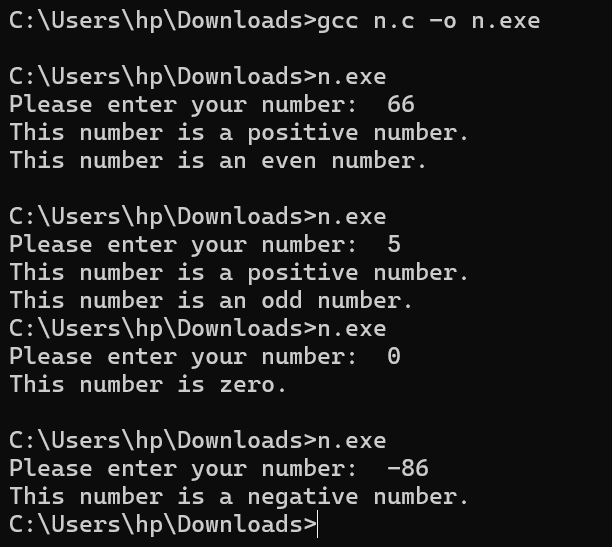 C:\Users\hp\Downloads>gcc n.c -o n.exe
C:\Users\hp\Downloads>n.exe
Please enter your number:  66
This number is a positive number.
This number is an even number.
C:\Users\hp\Downloads>n.exe
Please enter your number:  5
This number is a positive number.
This number is an odd number.
C:\Users\hp\Downloads>n.exe
Please enter your number:  0
This number is zero.
C:\Users\hp\Downloads>n.exe
Please enter your number:  -86
This number is a negative number.
C:\Users\hp\Downloads>